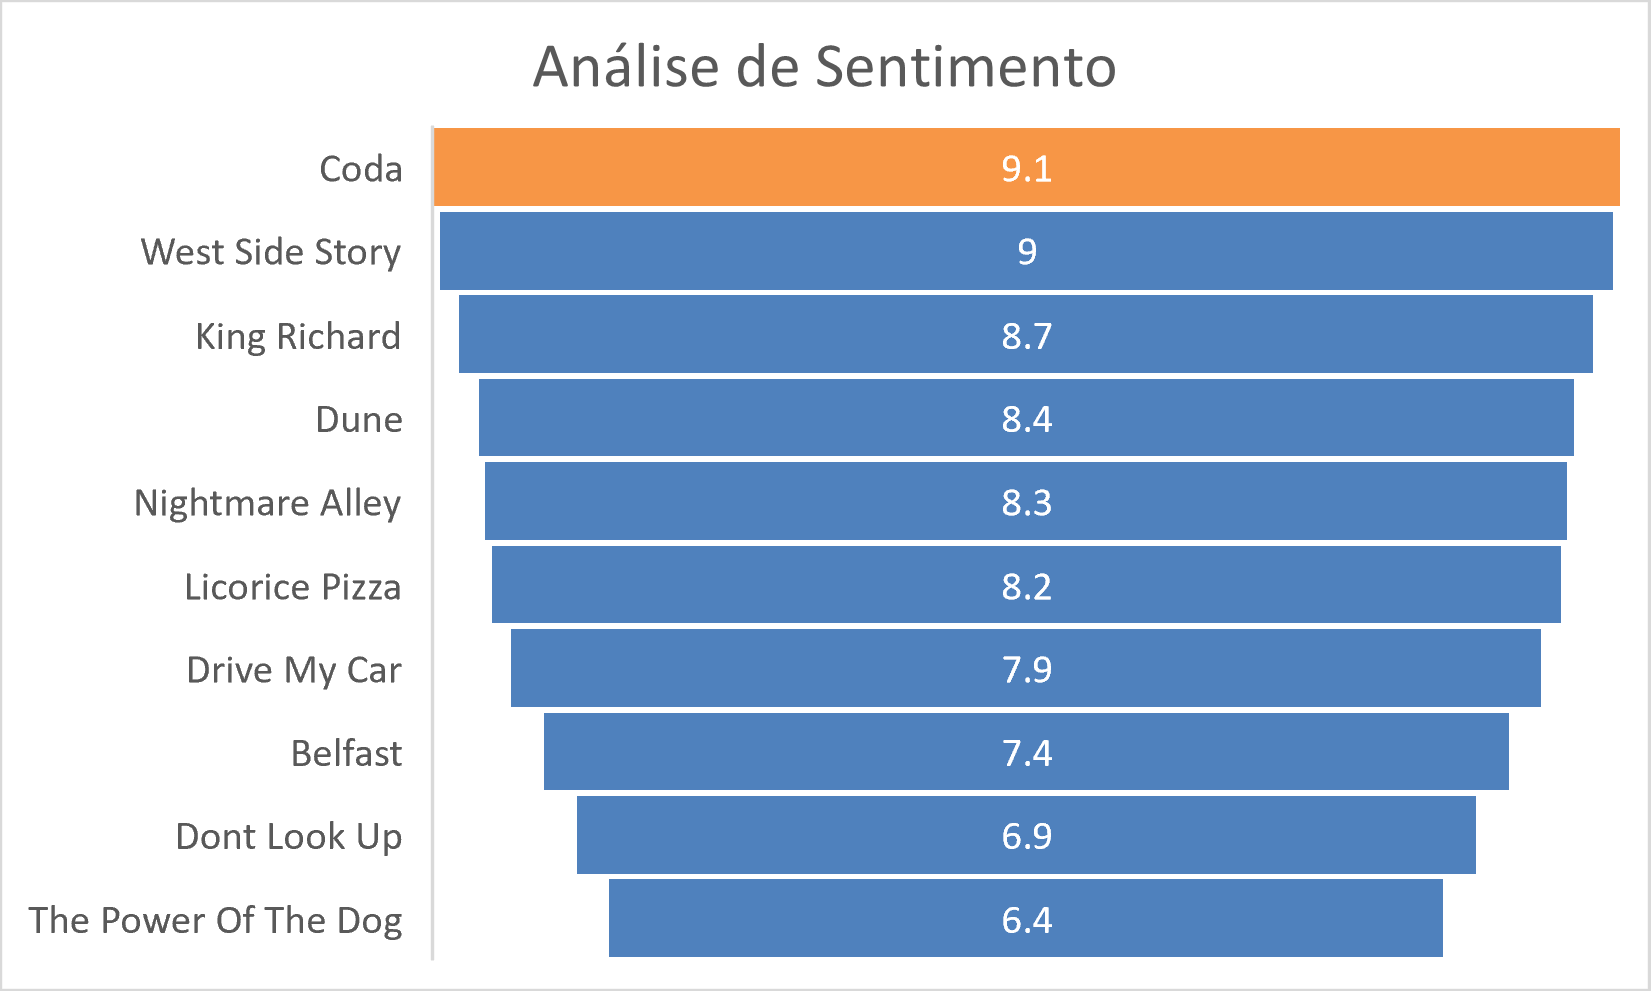 Análise de Sentimento
Coda 9.1
West Side Story 9
King Richard 8.7
Dune 8.4
Nightmare Alley 8.3
Licorice Pizza 8.2
Drive My Car 7.9
Belfast 7.4
Dont Look Up 6.9
The Power Of The Dog 6.4